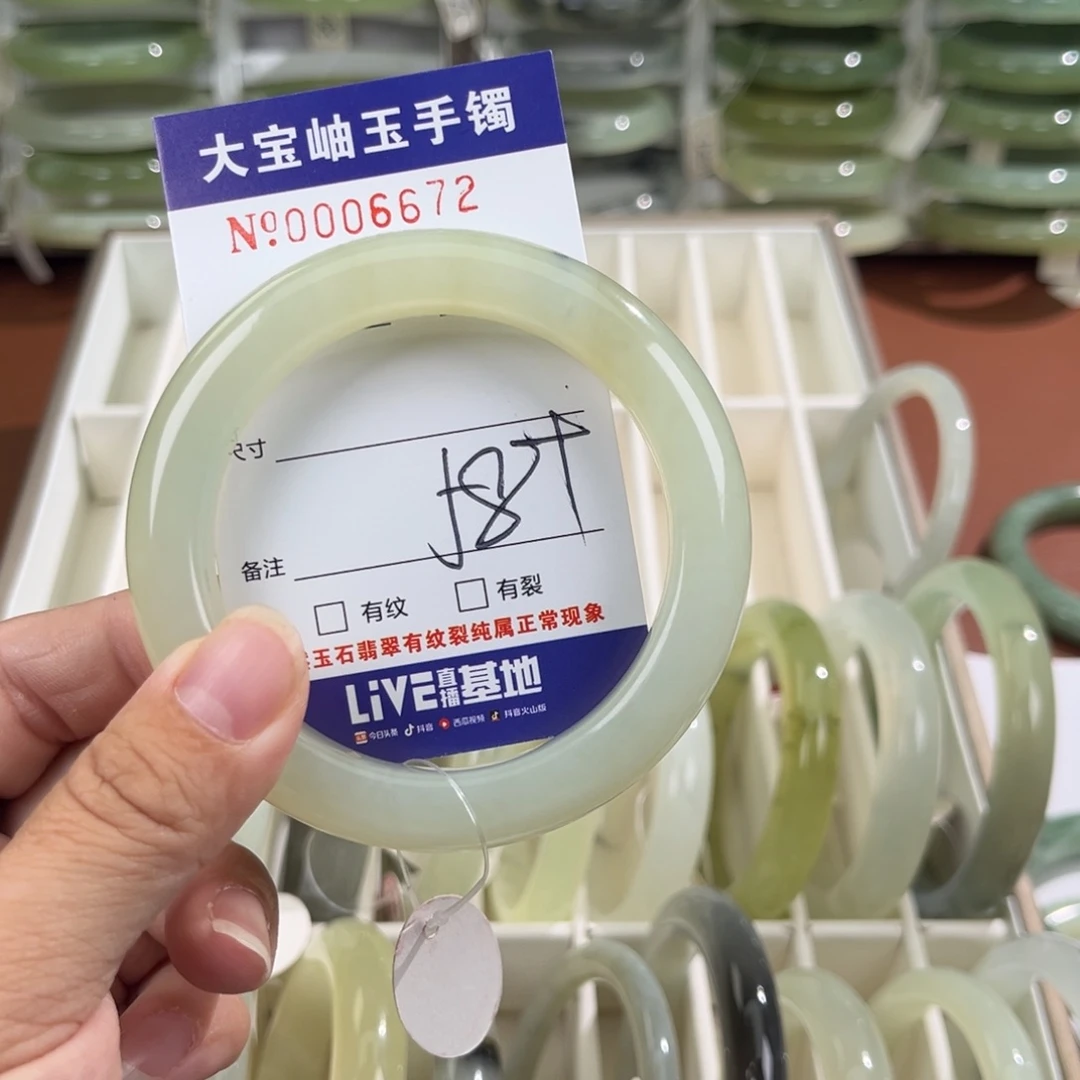 大宝岫玉手镯
№0006672
尺寸
备注
有纹 有裂
玉石翡翠有纹裂纯属正常现象
LiVE直播基地
今日头条 抖音 西瓜视频 抖音火山版